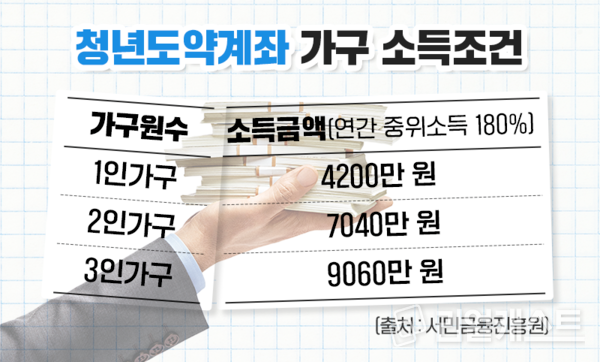 청년도약계좌 가구 소득조건
가구원수 소득금액(연간 중위소득 180%)
1인가구 4200만 원
2인가구 7040만 원
3인가구 9060만 원
(출처 : 서민금융진흥원)